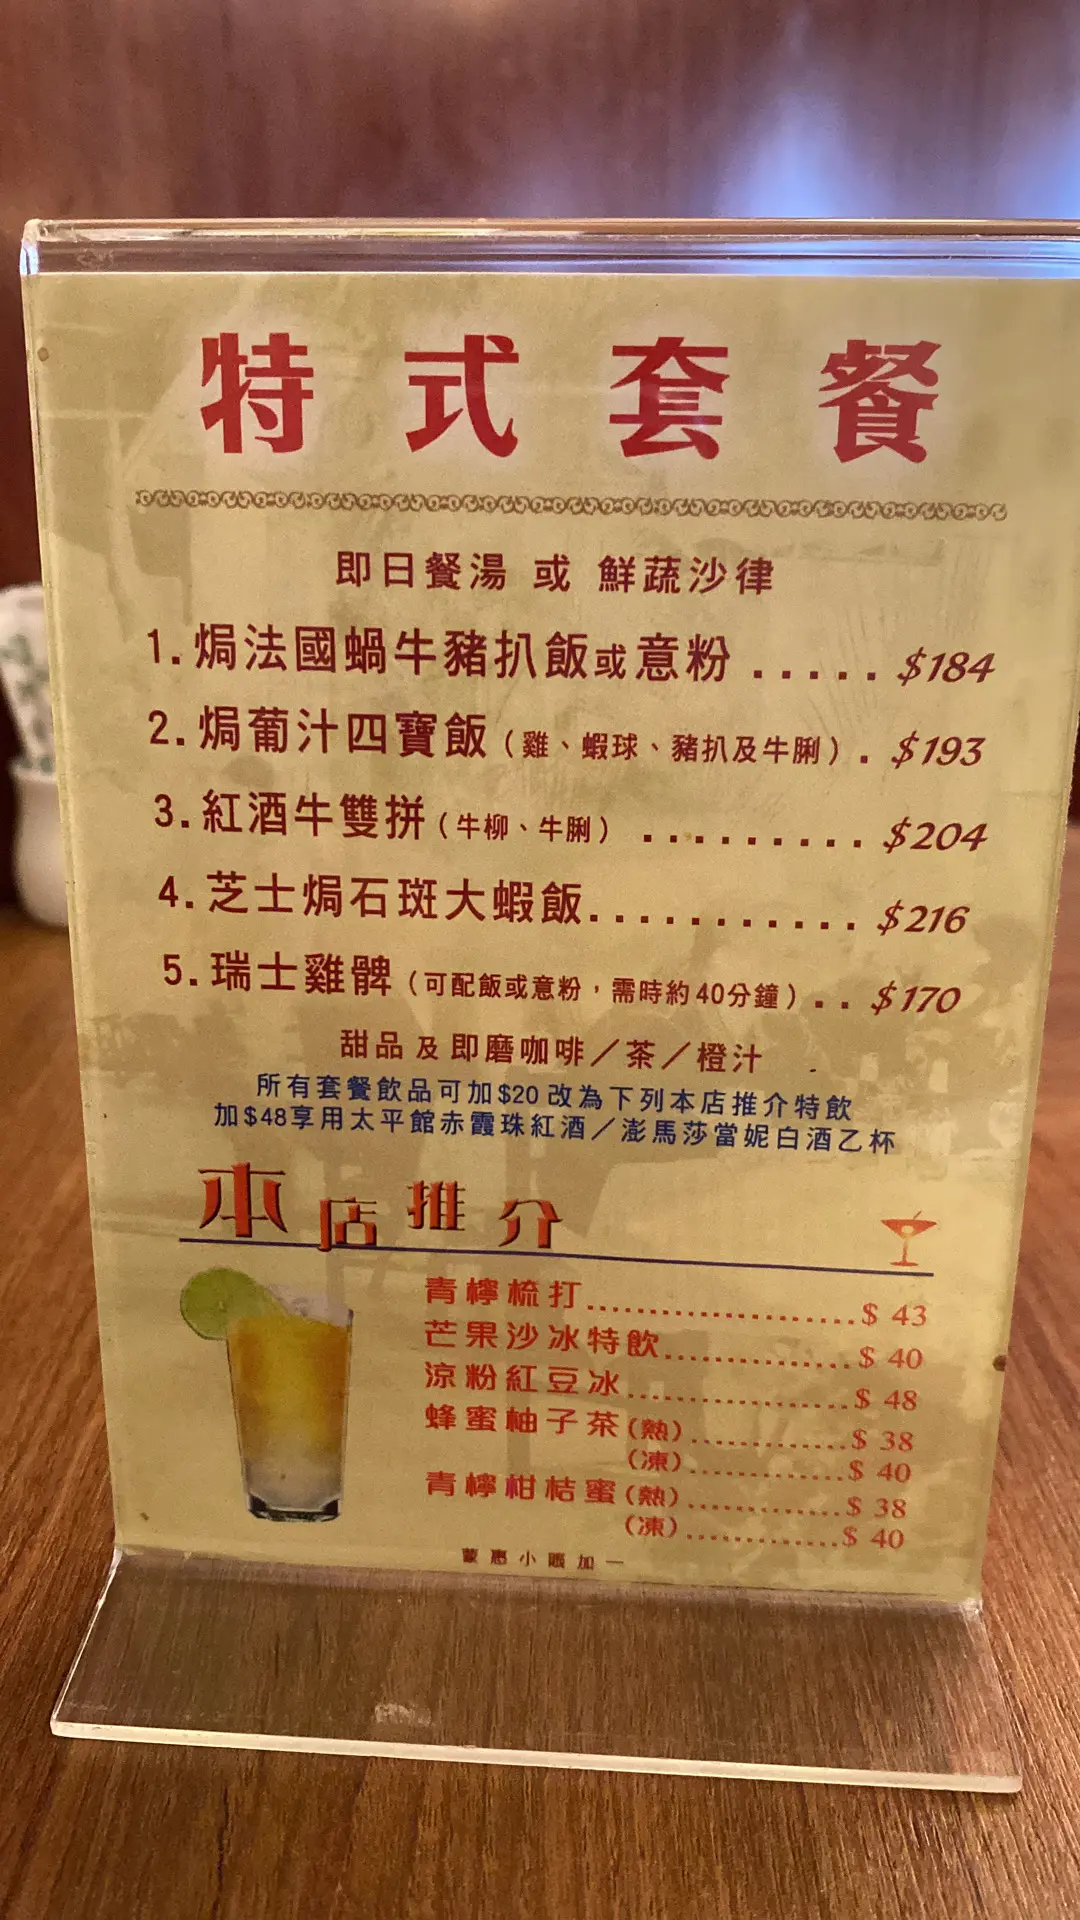 特式套餐
即日餐湯 或 鮮蔬沙律
1.焗法國蝸牛豬扒飯或意粉 ..... $184
2.焗葡汁四寶飯(雞、蝦球、豬扒及牛脷). $193
3.紅酒牛雙拼(牛柳、牛脷) ......... $204
4.芝士焗石斑大蝦飯............ $216
5.瑞士雞髀(可配飯或意粉，需時約40分鐘).. $170
甜品及即磨咖啡／茶／橙汁
所有套餐飲品可加$20改為下列本店推介特飲
加$48享用太平館赤霞珠紅酒／澎馬莎當妮白酒乙杯
本店推介
青檸梳打.....................$ 43
芒果沙冰特飲...............$ 40
涼粉紅豆冰..................$ 48
蜂蜜柚子茶(熱).............$ 38
(凍).............$ 40
青檸柑桔蜜(熱).............$ 38
(凍).............$ 40
蒙惠小賬加一